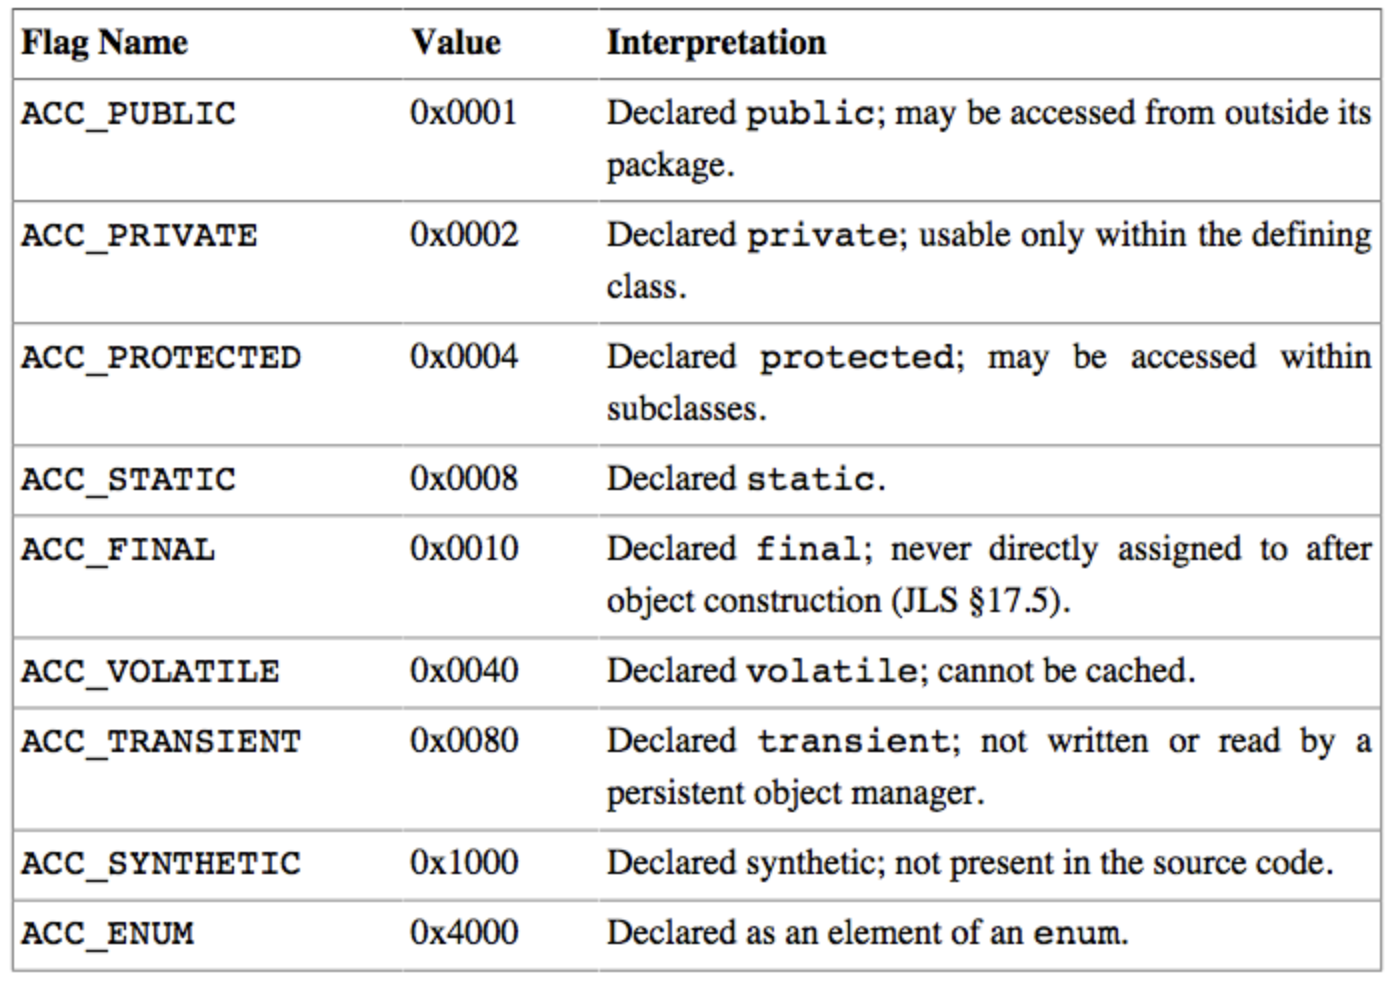 Flag Name Value Interpretation
ACC_PUBLIC 0x0001 Declared public; may be accessed from outside its
package.
ACC_PRIVATE 0x0002 Declared private; usable only within the defining
class.
ACC_PROTECTED 0x0004 Declared protected; may be accessed within
subclasses.
ACC_STATIC 0x0008 Declared static.
ACC_FINAL 0x0010 Declared final; never directly assigned to after
object construction (JLS §17.5).
ACC_VOLATILE 0x0040 Declared volatile; cannot be cached.
ACC_TRANSIENT 0x0080 Declared transient; not written or read by a
persistent object manager.
ACC_SYNTHETIC 0x1000 Declared synthetic; not present in the source code.
ACC_ENUM 0x4000 Declared as an element of an enum.